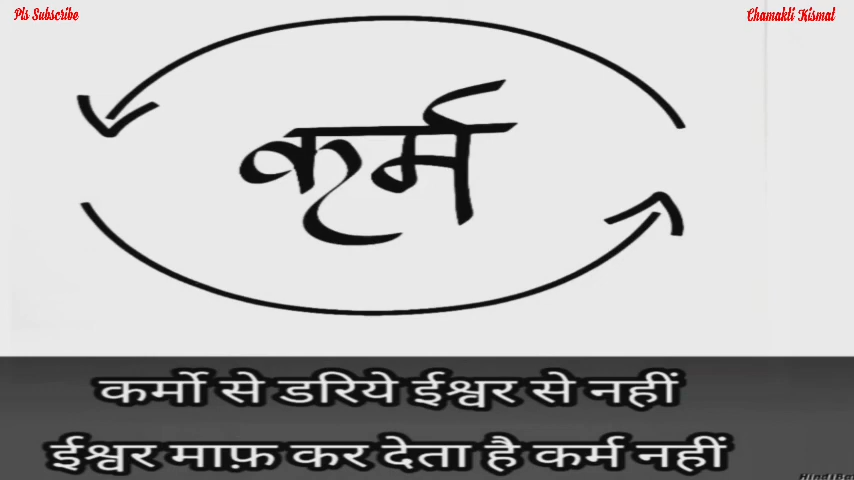 Pls Subscribe
Chamakti Kismat
कर्म
कर्मो से डरिये ईश्वर से नहीं
ईश्वर माफ़ कर देता है कर्म नहीं